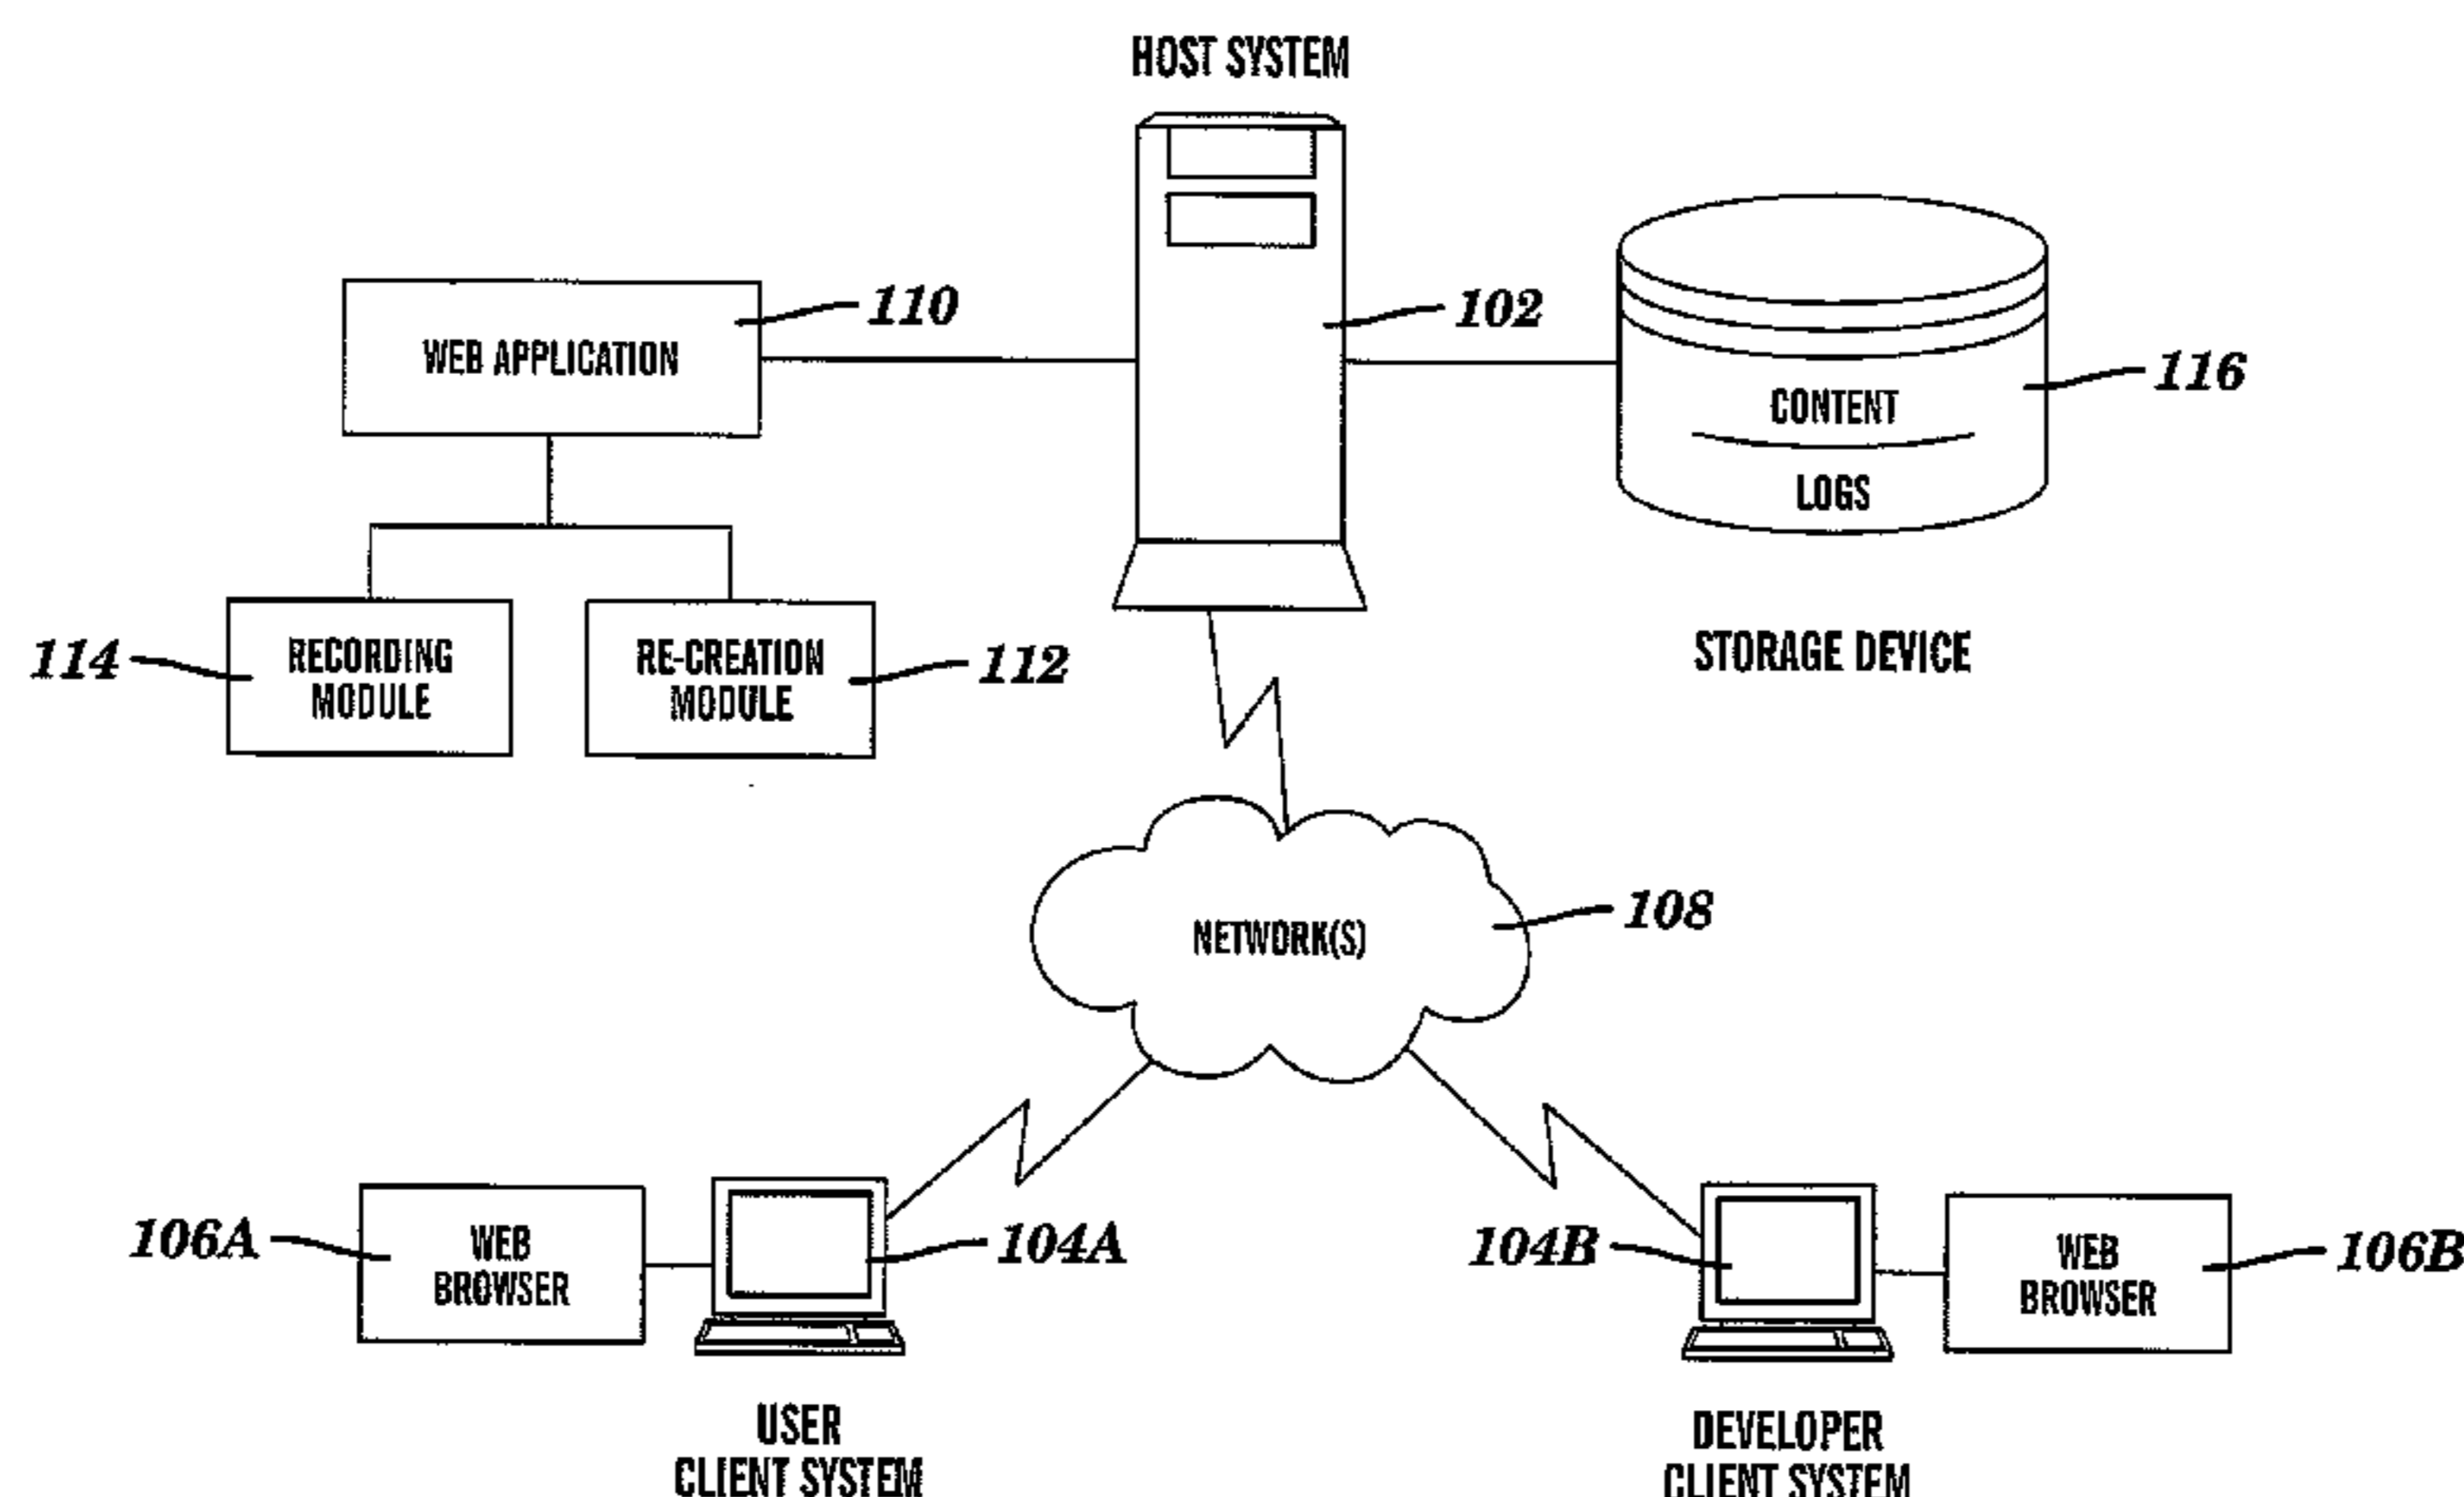 HOST SYSTEM
110
WEB APPLICATION
102
116
CONTENT
LOGS
114
RECORDING
MODULE
RE-CREATION
MODULE
112
STORAGE DEVICE
NETWORK(S)
108
106A
WEB
BROWSER
104A
104B
WEB
BROWSER
106B
USER
CLIENT SYSTEM
DEVELOPER
CLIENT SYSTEM